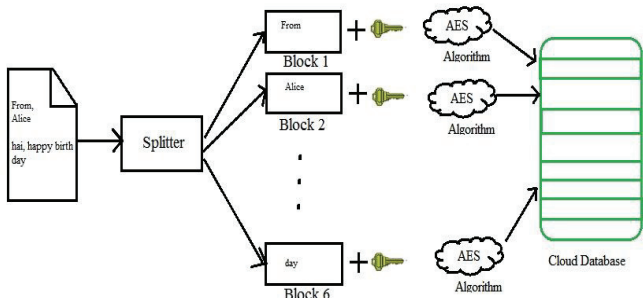 From,
Alice
hai, happy birth
day
Splitter
From
Block 1
+
AES
Algorithm
Alice
Block 2
+
AES
Algorithm
day
Block 6
+
AES
Algorithm
Cloud Database